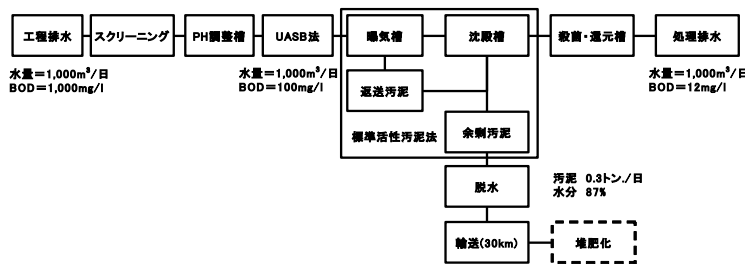 工程排水
スクリーニング
PH調整槽
UASB法
曝気槽
沈殿槽
殺菌・還元槽
処理排水
水量＝1,000m³/日
BOD＝1,000mg/l
水量＝1,000m³/日
BOD＝100mg/l
水量＝1,000m³/日
BOD＝12mg/l
返送汚泥
標準活性汚泥法
余剰汚泥
脱水
汚泥 0.3トン./日
水分 87%
輸送(30km)
堆肥化